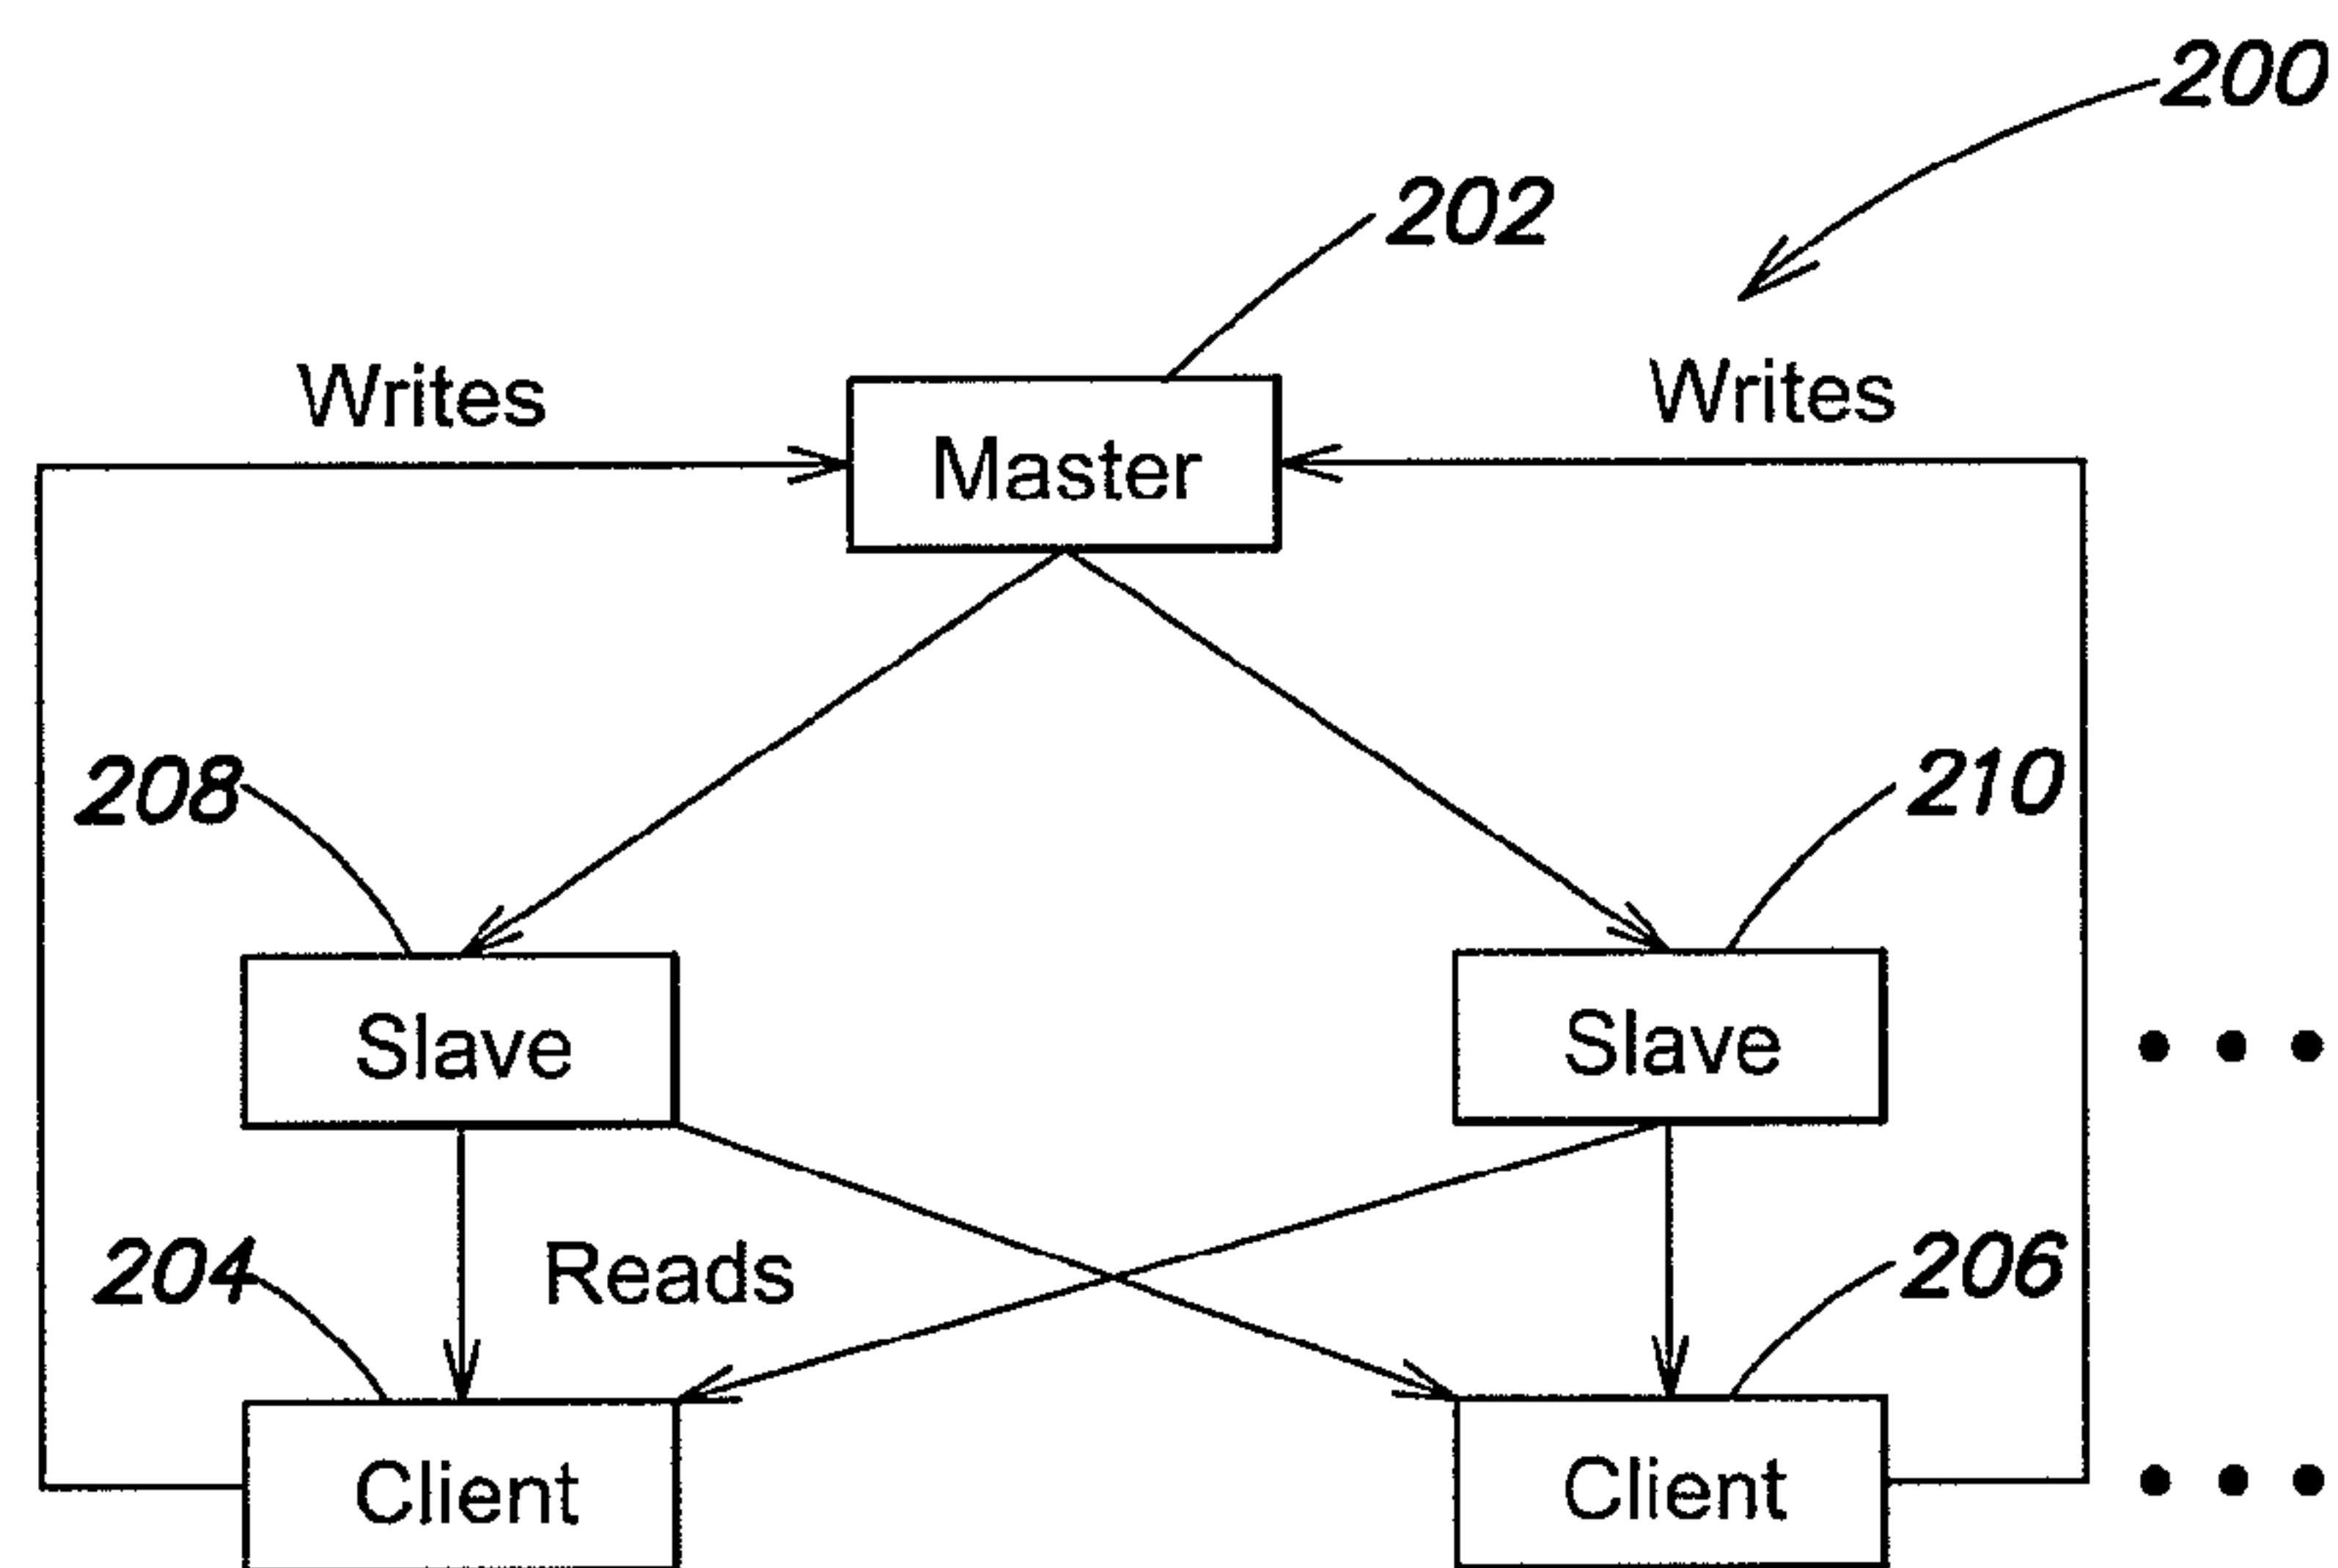 200
202
Writes
Writes
Master
208
210
Slave
Slave
204
Reads
206
Client
Client